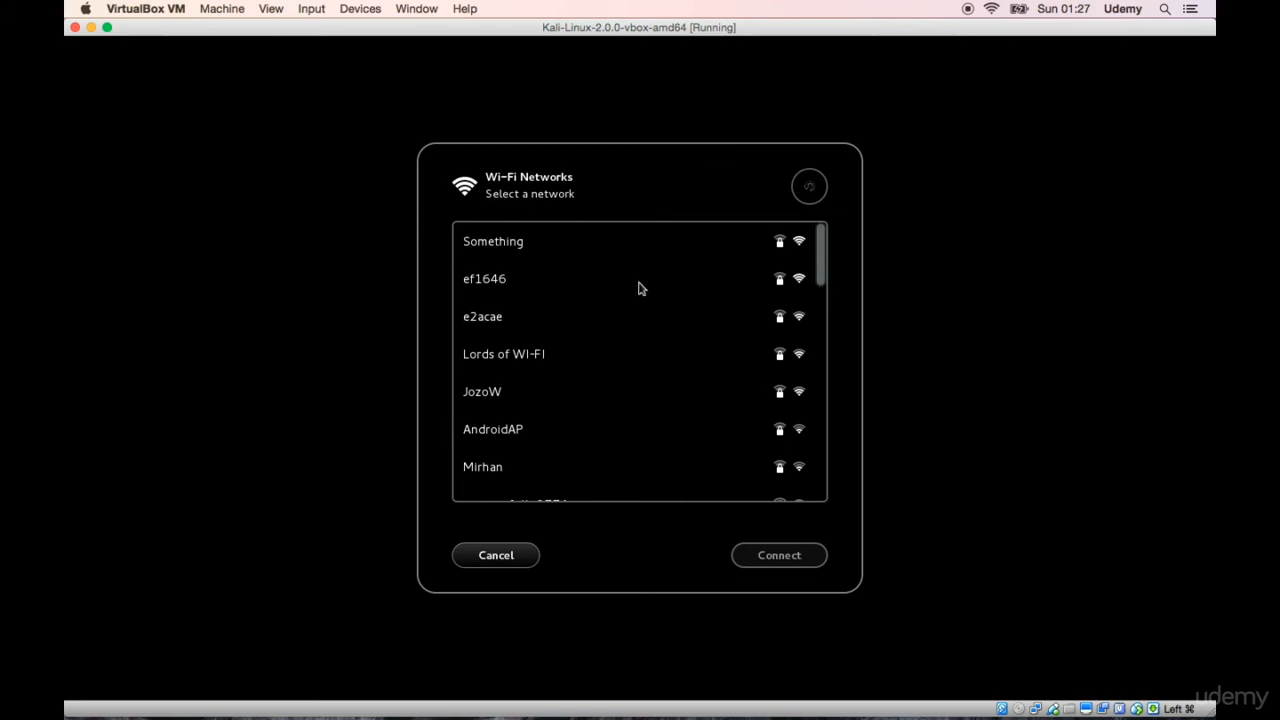 VirtualBox VM Machine View Input Devices Window Help Sun 01:27 Udemy
Kali-Linux-2.0.0-vbox-amd64 [Running]
Wi-Fi Networks
Select a network
Something
ef1646
e2acae
Lords of WI-FI
JozoW
AndroidAP
Mirhan
Cancel Connect
udemy
Left ⌘